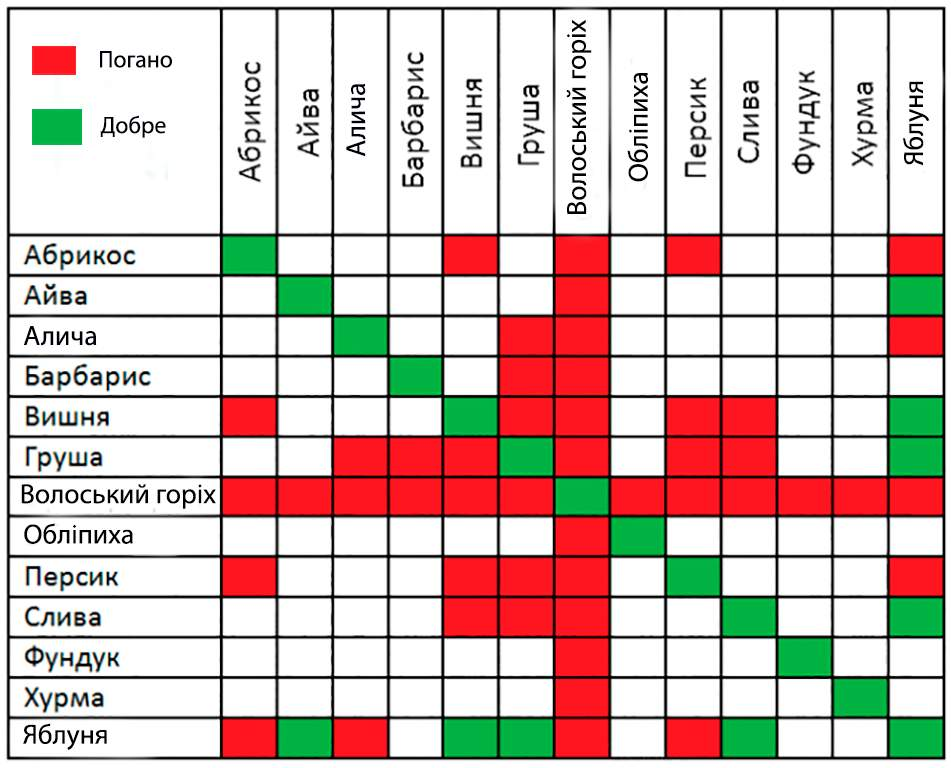 Погано
Добре
Абрикос
Айва
Алича
Барбарис
Вишня
Груша
Волоський горіх
Обліпиха
Персик
Слива
Фундук
Хурма
Яблуня
Абрикос
Айва
Алича
Барбарис
Вишня
Груша
Волоський горіх
Обліпиха
Персик
Слива
Фундук
Хурма
Яблуня